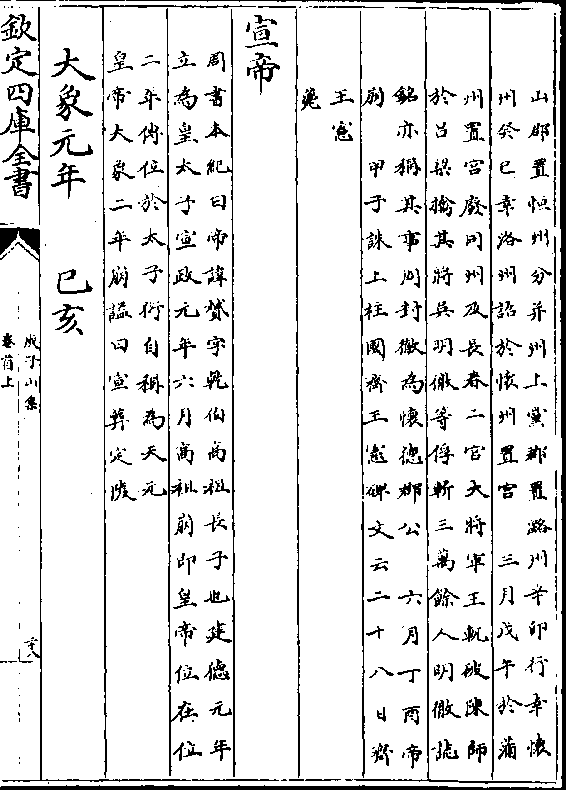 山郡置恒州分并州上黨郡置潞州辛卯行幸懷
州癸巳幸洛州詔於懷州置宮 三月戊午於蒲
州置宮廢同州及長春二宮大將軍王軌破陳師
於呂梁擒其將吳明徹等俘斬三萬餘人明徹誌
銘亦稱其事周封徹為懷德郡公 六月丁酉帝
崩 甲子誅上柱國齊王憲碑文云二十八日齊
王憲
薨
宣帝
周書本紀曰帝諱贇字乾伯高祖長子也建德元年
立為皇太子宣政元年六月高祖崩即皇帝位在位
二年傳位於太子衍自稱為天元
皇帝大象二年崩諡曰宣葬定陵
大象元年 己亥
欽定四庫全書
庾子山集
卷首上
二十八